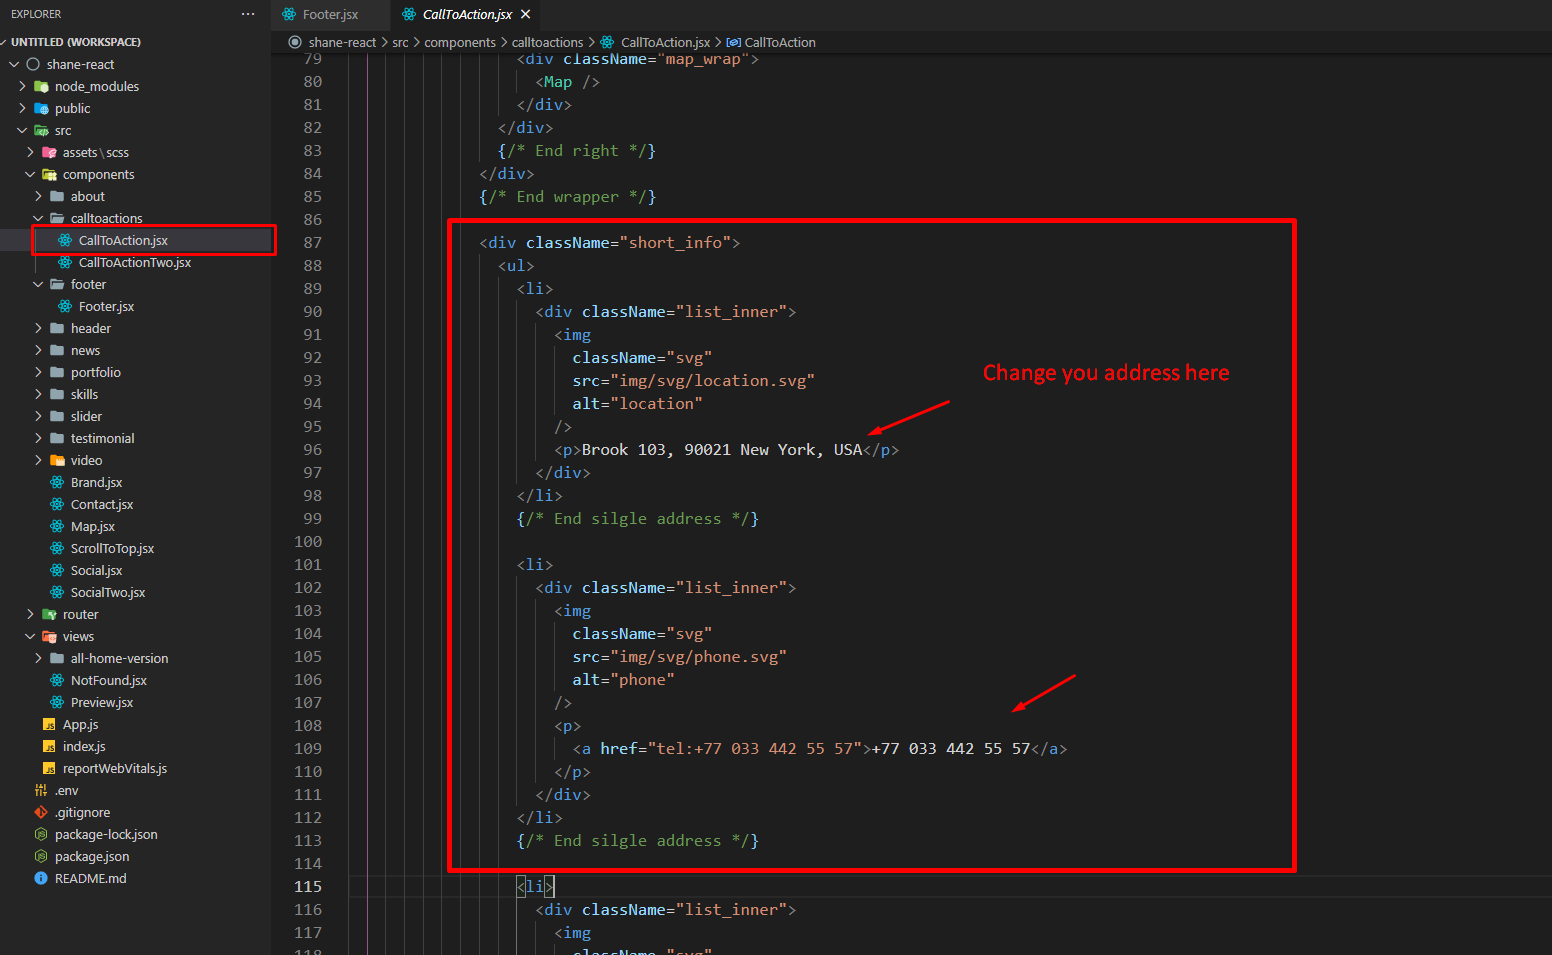 EXPLORER
···
Footer.jsx
CallToAction.jsx
UNTITLED (WORKSPACE)
shane-react > src > components > calltoactions > CallToAction.jsx > CallToAction
shane-react
node_modules
public
src
assets\scss
components
about
calltoactions
CallToAction.jsx
CallToActionTwo.jsx
footer
Footer.jsx
header
news
portfolio
skills
slider
testimonial
video
Brand.jsx
Contact.jsx
Map.jsx
ScrollToTop.jsx
Social.jsx
SocialTwo.jsx
router
views
all-home-version
NotFound.jsx
Preview.jsx
App.js
index.js
reportWebVitals.js
.env
.gitignore
package-lock.json
package.json
README.md
79 <div className="map_wrap">
80 <Map />
81 </div>
82 </div>
83 {/* End right */}
84 </div>
85 {/* End wrapper */}
86
87 <div className="short_info">
88 <ul>
89 <li>
90 <div className="list_inner">
91 <img
92 className="svg"
93 src="img/svg/location.svg"
94 alt="location"
95 />
96 <p>Brook 103, 90021 New York, USA</p>
97 </div>
98 </li>
99 {/* End silgle address */}
100
101 <li>
102 <div className="list_inner">
103 <img
104 className="svg"
105 src="img/svg/phone.svg"
106 alt="phone"
107 />
108 <p>
109 <a href="tel:+77 033 442 55 57">+77 033 442 55 57</a>
110 </p>
111 </div>
112 </li>
113 {/* End silgle address */}
114
115 <li>
116 <div className="list_inner">
117 <img
118 className="svg"
Change you address here